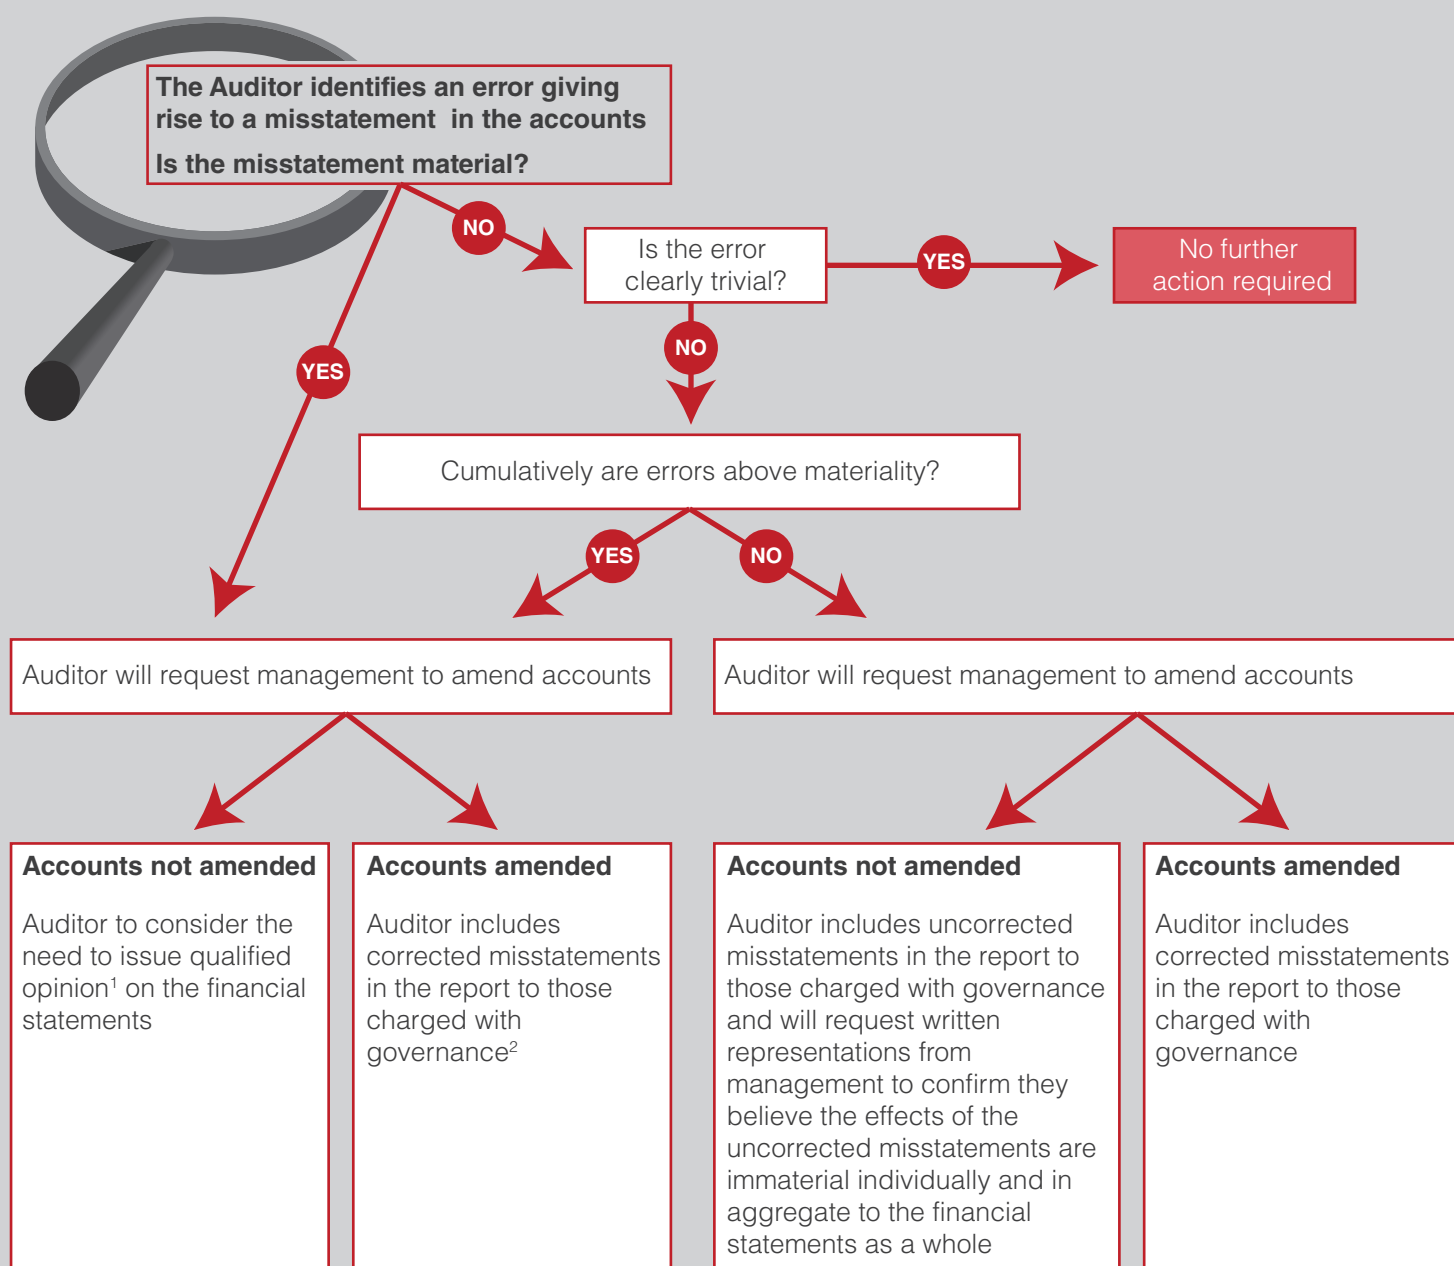 The Auditor identifies an error giving
rise to a misstatement in the accounts
Is the misstatement material?
NO
Is the error
clearly trivial?
YES
No further
action required
NO
YES
Cumulatively are errors above materiality?
YES
NO
Auditor will request management to amend accounts
Auditor will request management to amend accounts
Accounts not amended
Auditor to consider the
need to issue qualified
opinion¹ on the financial
statements
Accounts amended
Auditor includes
corrected misstatements
in the report to those
charged with
governance²
Accounts not amended
Auditor includes uncorrected
misstatements in the report to
those charged with governance
and will request written
representations from
management to confirm they
believe the effects of the
uncorrected misstatements are
immaterial individually and in
aggregate to the financial
statements as a whole
Accounts amended
Auditor includes
corrected misstatements
in the report to those
charged with
governance